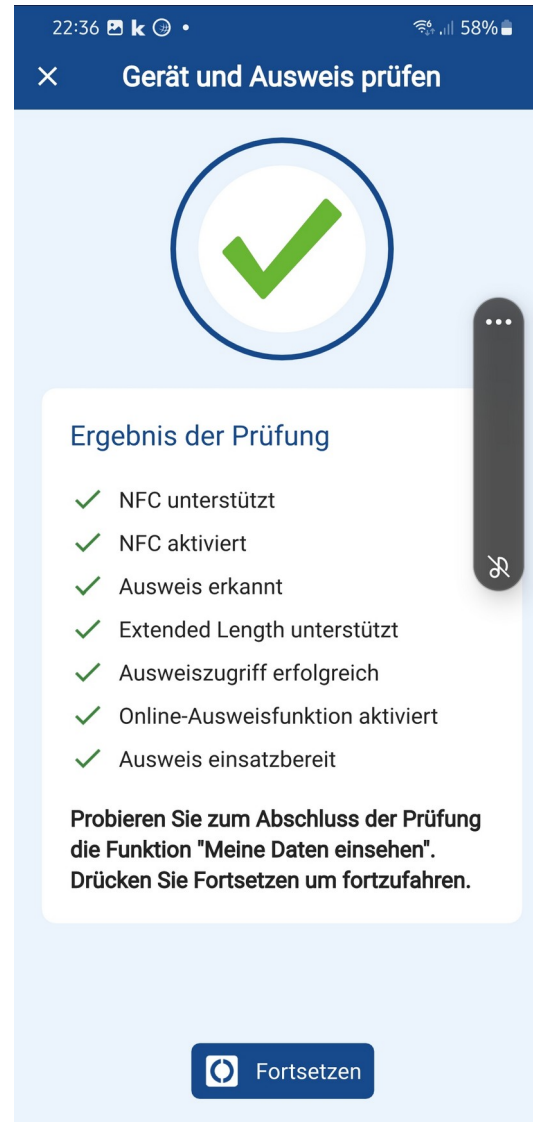 22:36 k • 58%
Gerät und Ausweis prüfen
Ergebnis der Prüfung
NFC unterstützt
NFC aktiviert
Ausweis erkannt
Extended Length unterstützt
Ausweiszugriff erfolgreich
Online-Ausweisfunktion aktiviert
Ausweis einsatzbereit
Probieren Sie zum Abschluss der Prüfung
die Funktion "Meine Daten einsehen".
Drücken Sie Fortsetzen um fortzufahren.
Fortsetzen